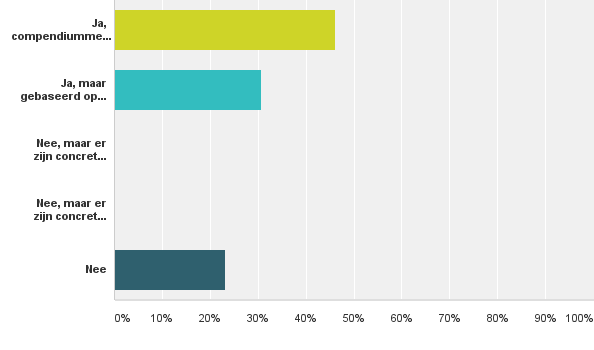 Ja,
compendiumme...
Ja, maar
gebaseerd op...
Nee, maar er
zijn concret...
Nee, maar er
zijn concret...
Nee
0% 10% 20% 30% 40% 50% 60% 70% 80% 90% 100%